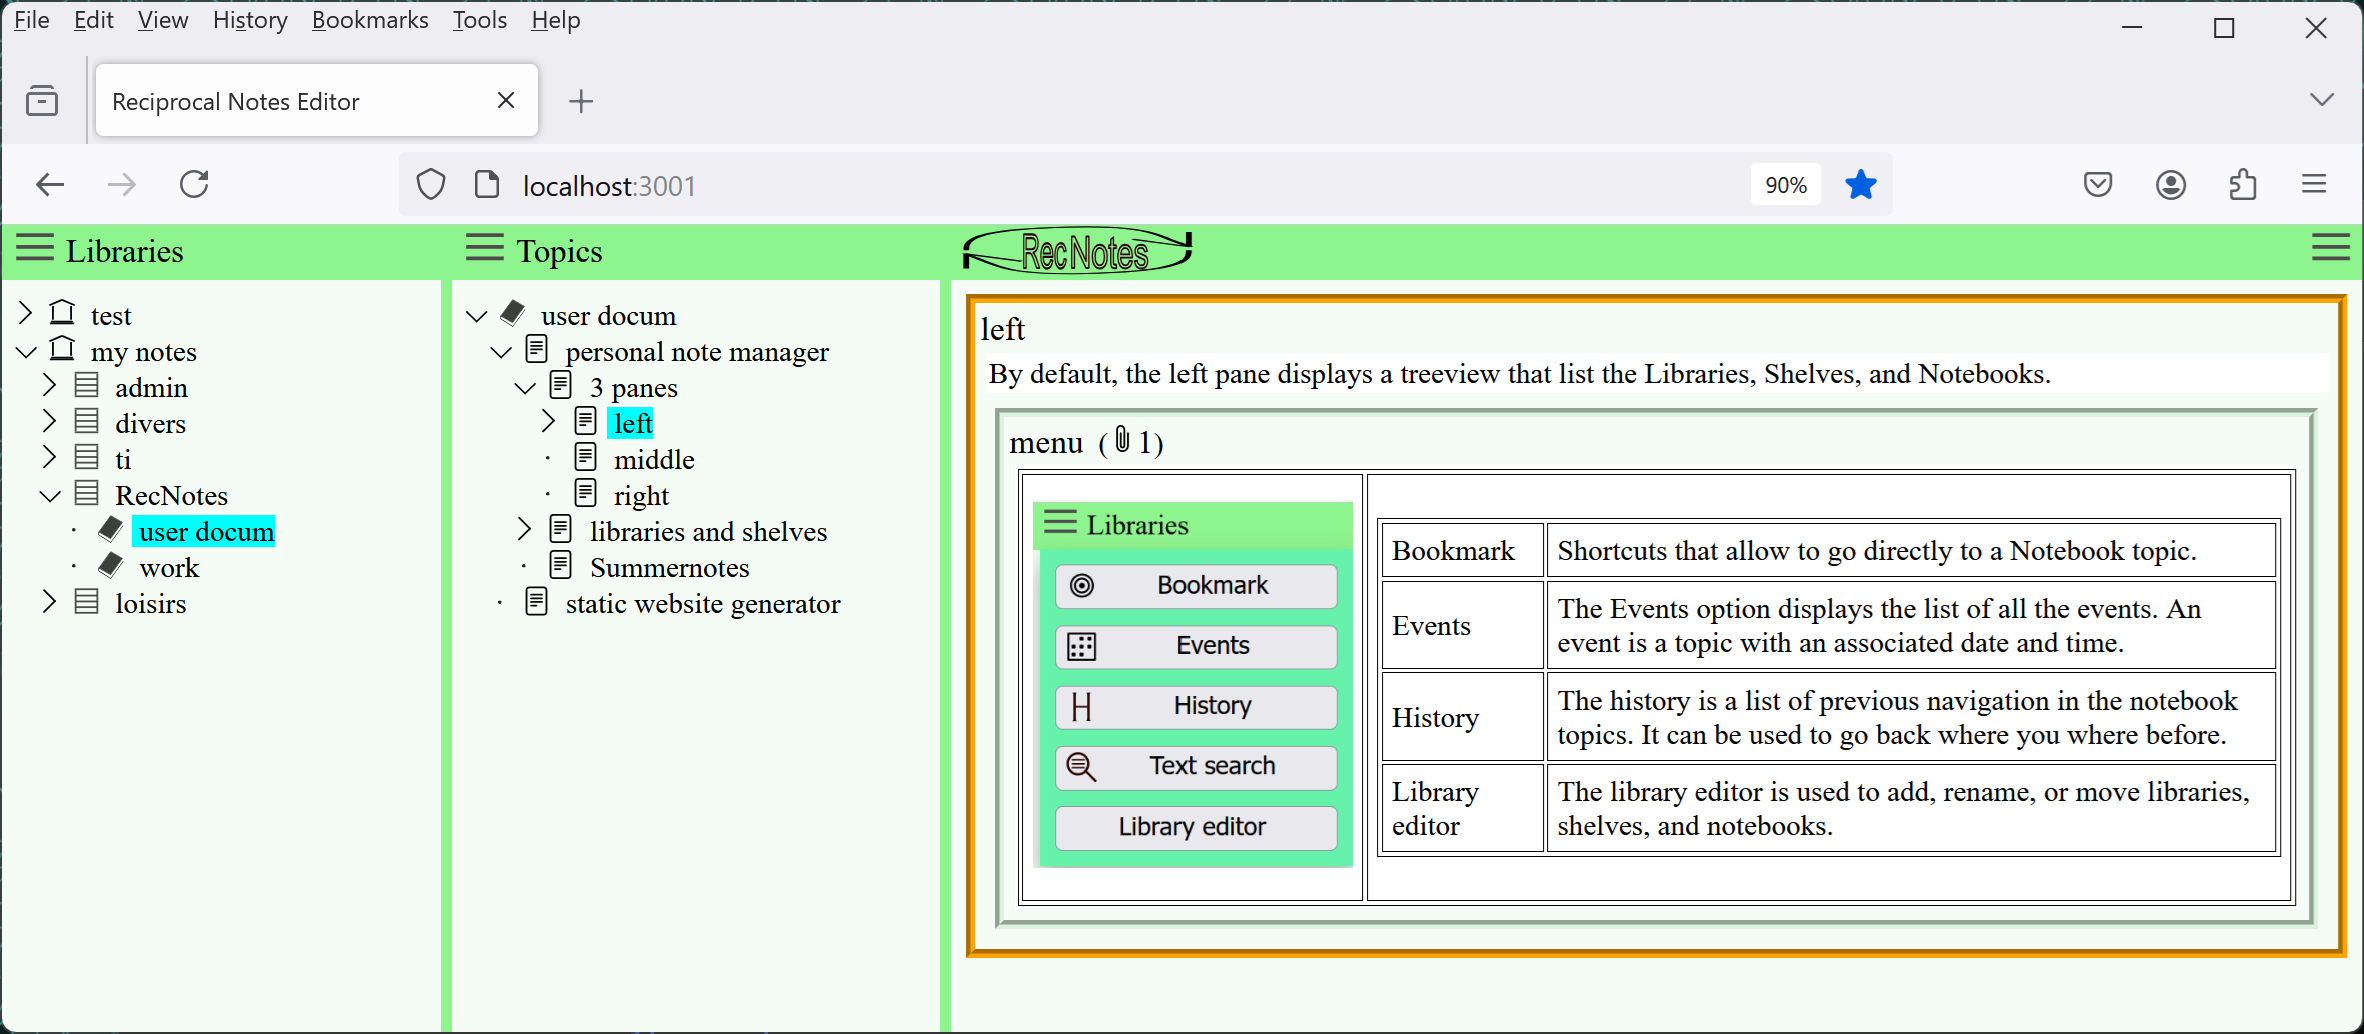 File Edit View History Bookmarks Tools Help
Reciprocal Notes Editor
localhost:3001
90%
Libraries
test
my notes
admin
divers
ti
RecNotes
user docum
work
loisirs
Topics
user docum
personal note manager
3 panes
left
middle
right
libraries and shelves
Summernotes
static website generator
RecNotes
left
By default, the left pane displays a treeview that list the Libraries, Shelves, and Notebooks.
menu (1)
Libraries
Bookmark
Events
H History
Text search
Library editor
Bookmark
Shortcuts that allow to go directly to a Notebook topic.
Events
The Events option displays the list of all the events. An
event is a topic with an associated date and time.
History
The history is a list of previous navigation in the notebook
topics. It can be used to go back where you where before.
Library
editor
The library editor is used to add, rename, or move libraries,
shelves, and notebooks.